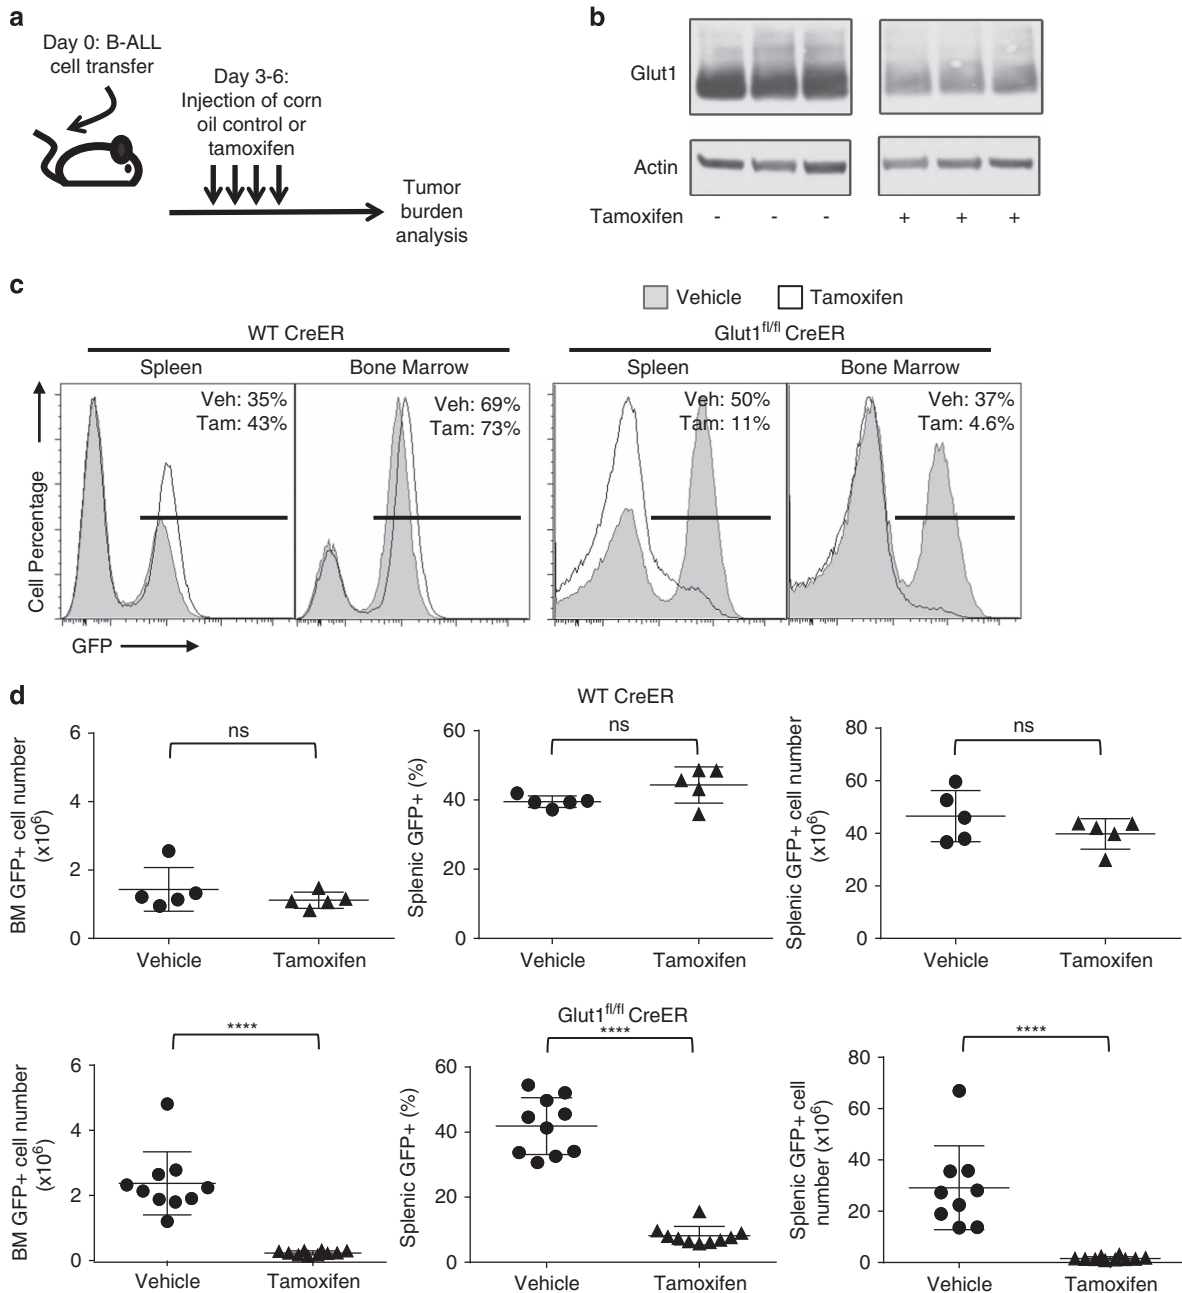 a
Day 0: B-ALL
cell transfer
Day 3-6:
Injection of corn
oil control or
tamoxifen
Tumor
burden
analysis
b
Glut1
Actin
Tamoxifen - - - + + +
c
Vehicle Tamoxifen
WT CreER
Glut1fl/fl CreER
Spleen
Bone Marrow
Spleen
Bone Marrow
Veh: 35%
Tam: 43%
Veh: 69%
Tam: 73%
Veh: 50%
Tam: 11%
Veh: 37%
Tam: 4.6%
Cell Percentage
GFP
d
WT CreER
BM GFP+ cell number
(x10⁶)
6
4
2
0
ns
Vehicle Tamoxifen
Splenic GFP+ (%)
60
40
20
0
ns
Vehicle Tamoxifen
Splenic GFP+ cell number
(x10⁶)
80
60
40
20
0
ns
Vehicle Tamoxifen
Glut1fl/fl CreER
BM GFP+ cell number
(x10⁶)
6
4
2
0
****
Vehicle Tamoxifen
Splenic GFP+ (%)
60
40
20
0
****
Vehicle Tamoxifen
Splenic GFP+ cell
number (x10⁶)
80
60
40
20
0
****
Vehicle Tamoxifen